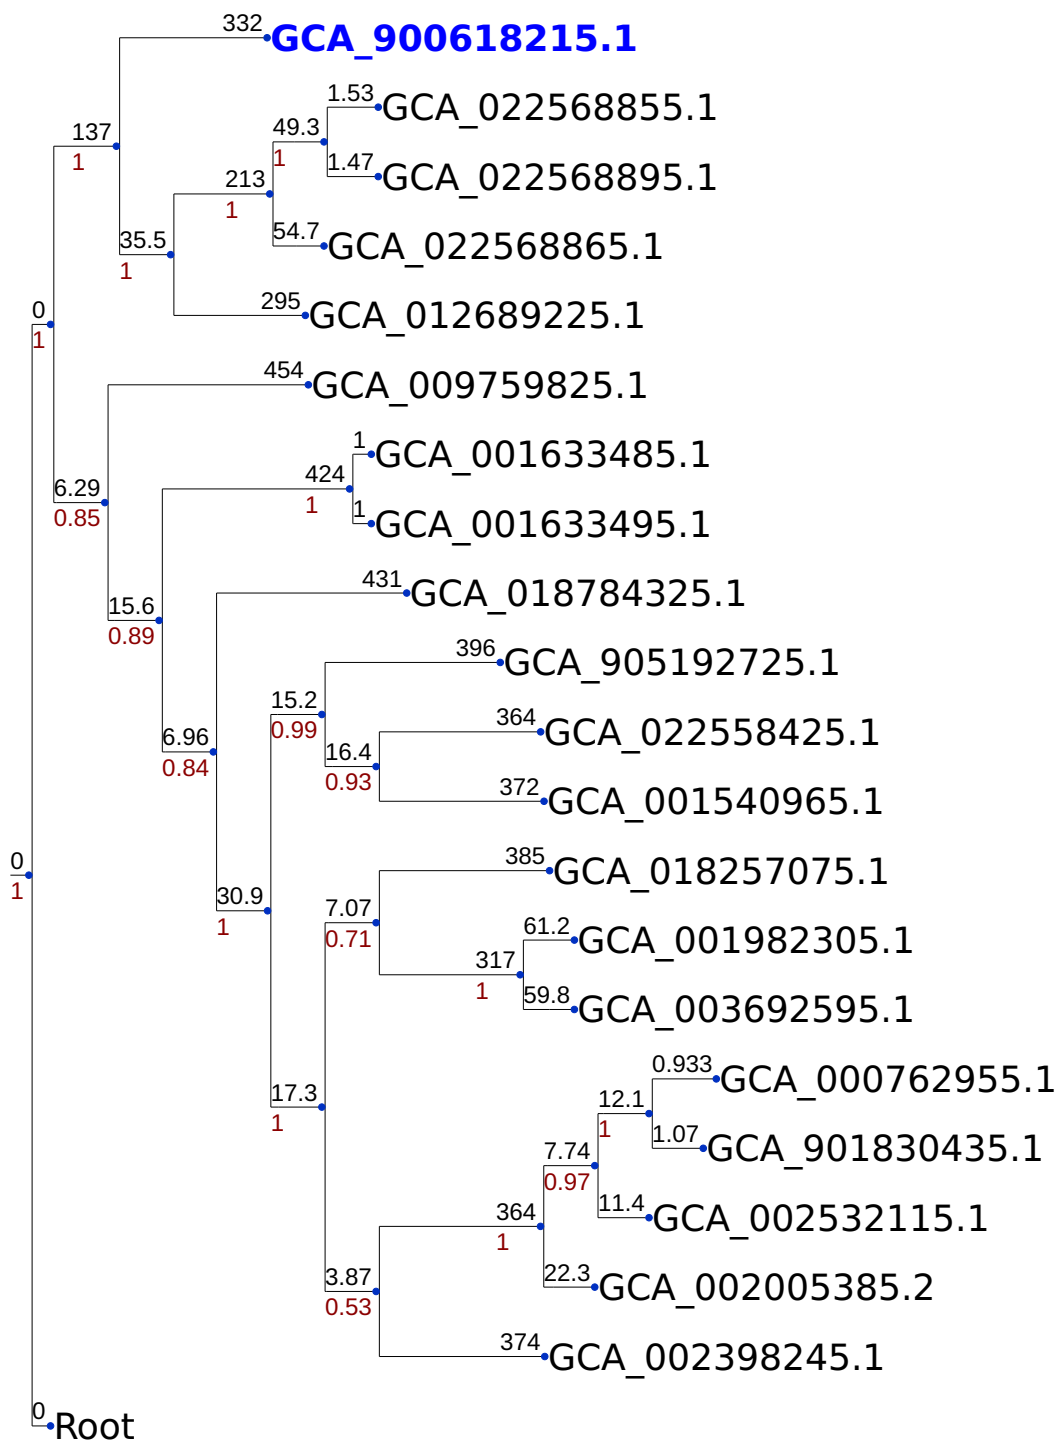 332 GCA_900618215.1
1.53 GCA_022568855.1
49.3
137
1
1
1.47 GCA_022568895.1
213
1
54.7 GCA_022568865.1
35.5
1
295 GCA_012689225.1
0
1
454 GCA_009759825.1
1 GCA_001633485.1
424
1
6.29
0.85
1 GCA_001633495.1
431 GCA_018784325.1
15.6
0.89
396 GCA_905192725.1
15.2
0.99
364 GCA_022558425.1
6.96
0.84
16.4
0.93
372 GCA_001540965.1
0
1
385 GCA_018257075.1
30.9
1
7.07
0.71
61.2 GCA_001982305.1
317
1
59.8 GCA_003692595.1
0.933 GCA_000762955.1
17.3
1
12.1
1
1.07 GCA_901830435.1
7.74
0.97
11.4 GCA_002532115.1
364
1
22.3 GCA_002005385.2
3.87
0.53
374 GCA_002398245.1
0 Root